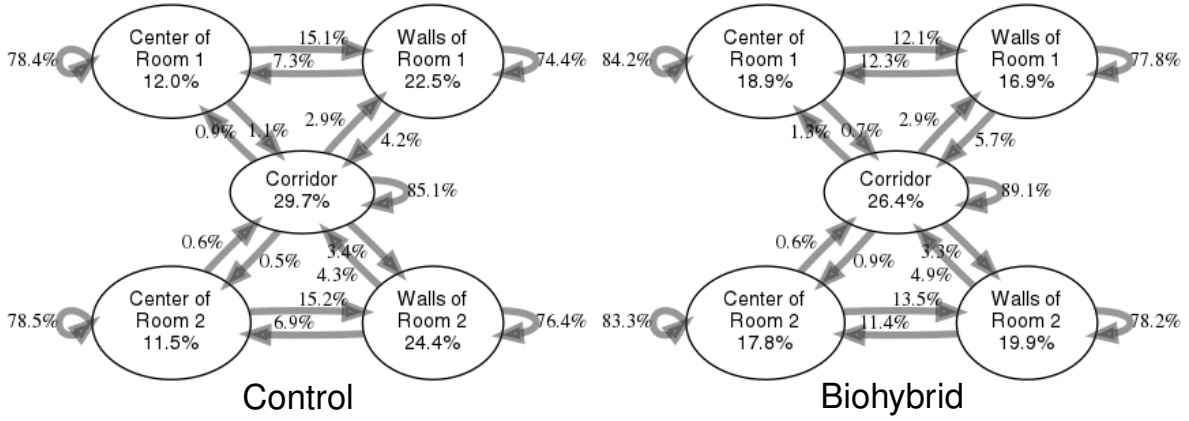 Center of
Room 1
12.0%
Walls of
Room 1
22.5%
78.4%
15.1%
7.3%
74.4%
0.9%
1.1%
2.9%
4.2%
Corridor
29.7%
85.1%
0.6%
0.5%
3.4%
4.3%
Center of
Room 2
11.5%
Walls of
Room 2
24.4%
78.5%
15.2%
6.9%
76.4%
Control
Center of
Room 1
18.9%
Walls of
Room 1
16.9%
84.2%
12.1%
12.3%
77.8%
1.3%
0.7%
2.9%
5.7%
Corridor
26.4%
89.1%
0.6%
0.9%
3.3%
4.9%
Center of
Room 2
17.8%
Walls of
Room 2
19.9%
83.3%
13.5%
11.4%
78.2%
Biohybrid